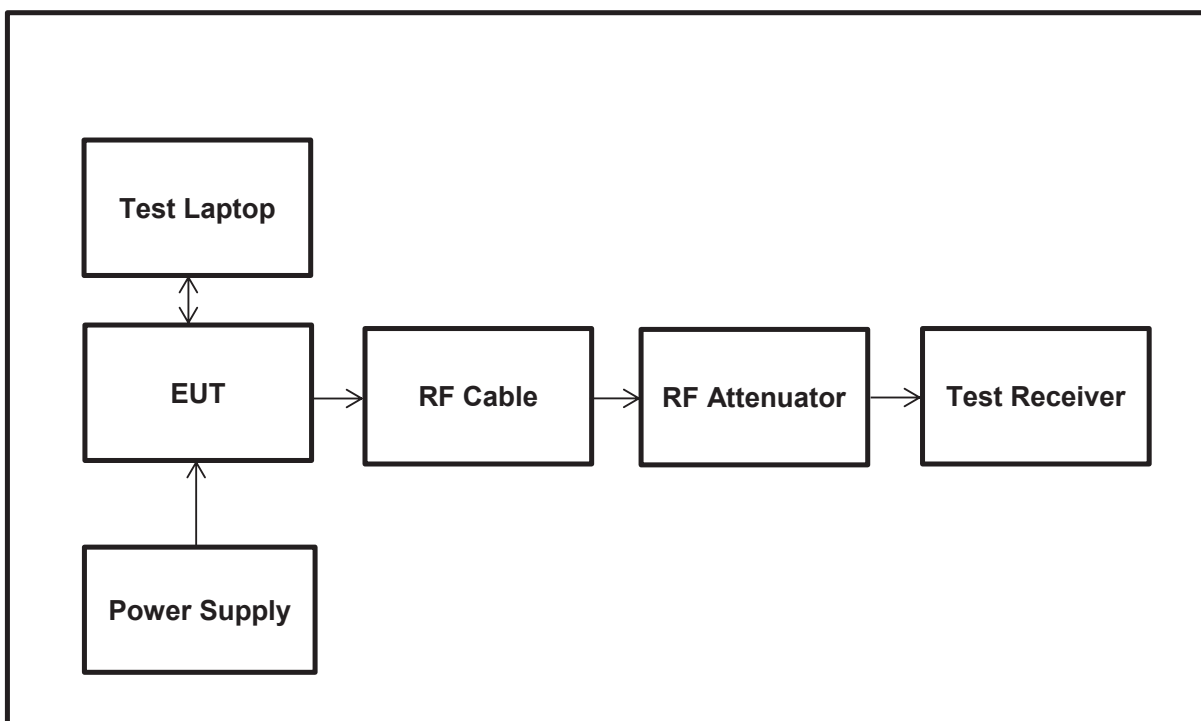 Test Laptop
EUT
RF Cable
RF Attenuator
Test Receiver
Power Supply